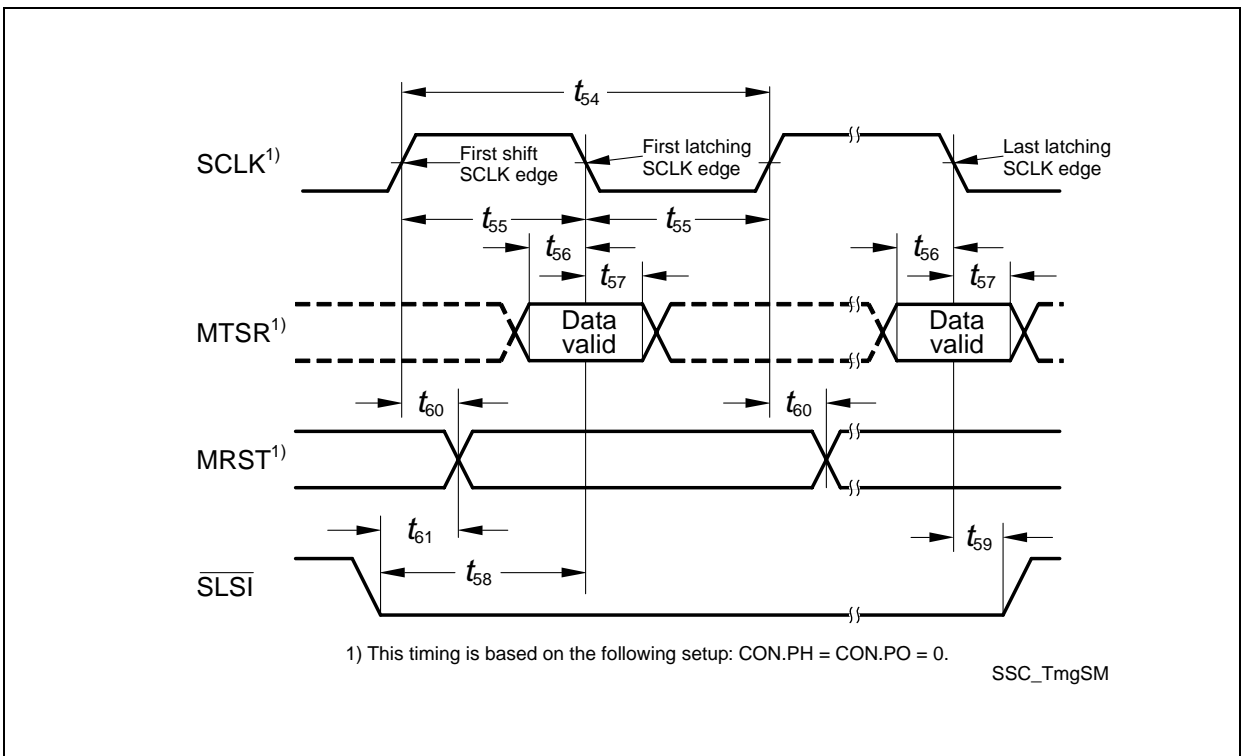 t54
SCLK1)
First shift
SCLK edge
First latching
SCLK edge
Last latching
SCLK edge
t55
t55
t56
t57
t56
t57
MTSR1)
Data
valid
Data
valid
t60
t60
MRST1)
t61
t59
t58
SLSI
1) This timing is based on the following setup: CON.PH = CON.PO = 0.
SSC_TmgSM